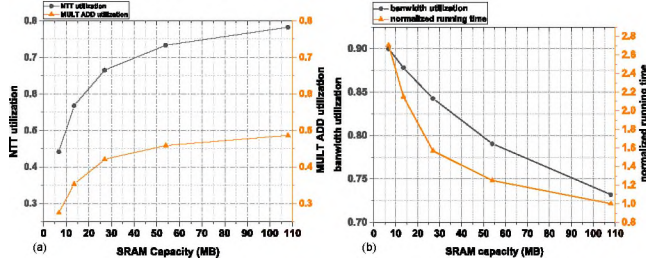 NTT utilization
MULT ADD utilization
0.8
0.7
0.6
0.5
0.4
0.3
0.8
0.7
0.6
0.5
0.4
0.3
NTT utilization
MULT ADD utilization
0 10 20 30 40 50 60 70 80 90 100 110
(a) SRAM Capacity (MB)
banwidth utilization
normalized running time
0.90
0.85
0.80
0.75
0.70
2.8
2.6
2.4
2.2
2.0
1.8
1.6
1.4
1.2
1.0
0.8
banwidth utilization
normalized running time
0 10 20 30 40 50 60 70 80 90 100 110
(b) SRAM capacity (MB)